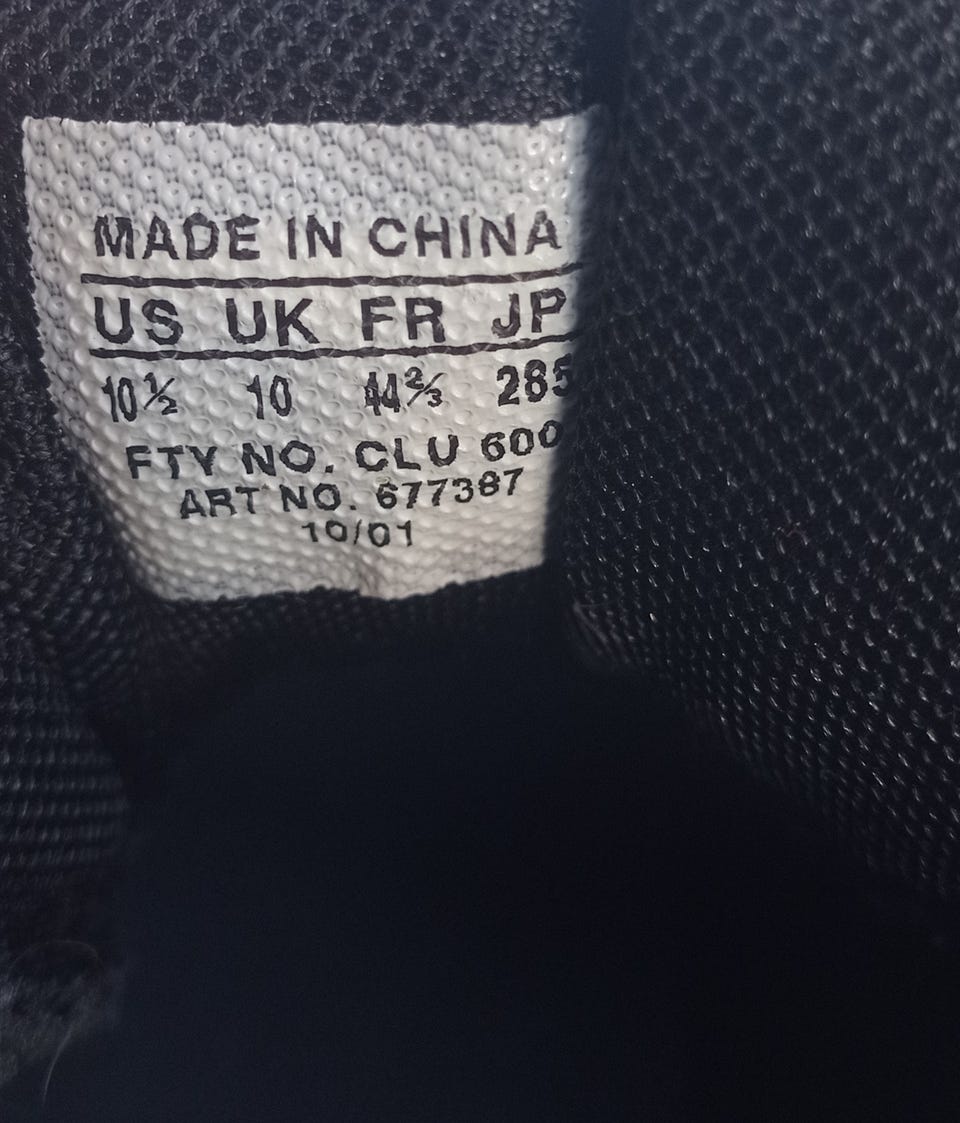 MADE IN CHINA
US UK FR JP
10½ 10 44⅔ 285
FTY NO. CLU 600
ART NO. 677387
10/01